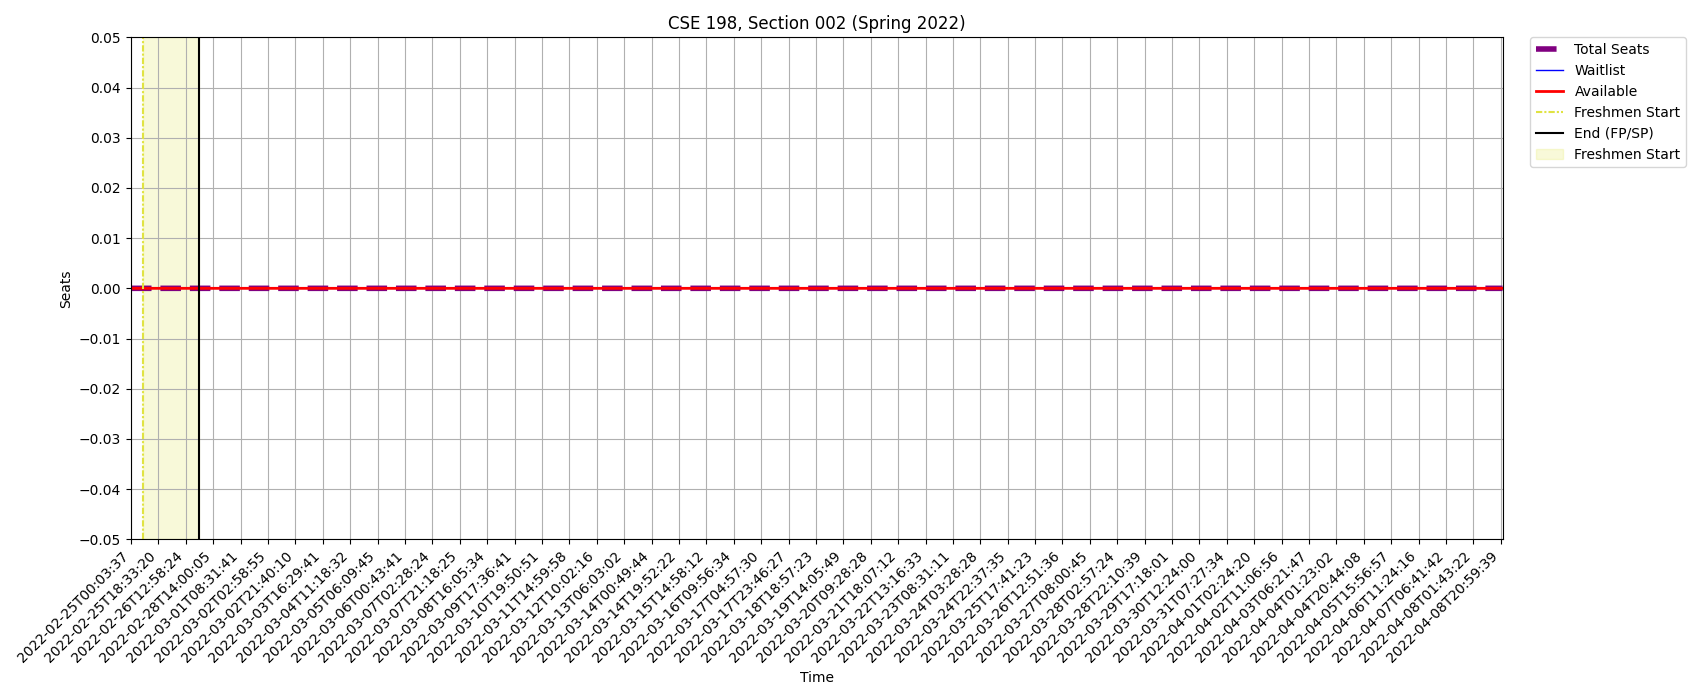 CSE 198, Section 002 (Spring 2022)
0.05
0.04
0.03
0.02
0.01
0.00
−0.01
−0.02
−0.03
−0.04
−0.05
Seats
2022-02-25T00:03:37
2022-02-25T18:33:20
2022-02-26T12:58:24
2022-02-28T14:00:05
2022-03-01T08:31:41
2022-03-02T02:58:55
2022-03-02T21:40:10
2022-03-03T16:29:41
2022-03-04T11:18:32
2022-03-05T06:09:45
2022-03-06T00:43:41
2022-03-07T02:28:24
2022-03-07T21:18:25
2022-03-08T16:05:34
2022-03-09T17:36:41
2022-03-10T19:50:51
2022-03-11T14:59:58
2022-03-12T10:02:16
2022-03-13T06:03:02
2022-03-14T00:49:44
2022-03-14T19:52:22
2022-03-15T14:58:12
2022-03-16T09:56:34
2022-03-17T04:57:30
2022-03-17T23:46:27
2022-03-18T18:57:23
2022-03-19T14:05:49
2022-03-20T09:28:28
2022-03-21T18:07:12
2022-03-22T13:16:33
2022-03-23T08:31:11
2022-03-24T03:28:28
2022-03-24T22:37:35
2022-03-25T17:41:23
2022-03-26T12:51:36
2022-03-27T08:00:45
2022-03-28T02:57:24
2022-03-28T22:10:39
2022-03-29T17:18:01
2022-03-30T12:24:00
2022-03-31T07:27:34
2022-04-01T02:24:20
2022-04-02T11:06:56
2022-04-03T06:21:47
2022-04-04T01:23:02
2022-04-04T20:44:08
2022-04-05T15:56:57
2022-04-06T11:24:16
2022-04-07T06:41:42
2022-04-08T01:43:22
2022-04-08T20:59:39
Time
Total Seats
Waitlist
Available
Freshmen Start
End (FP/SP)
Freshmen Start